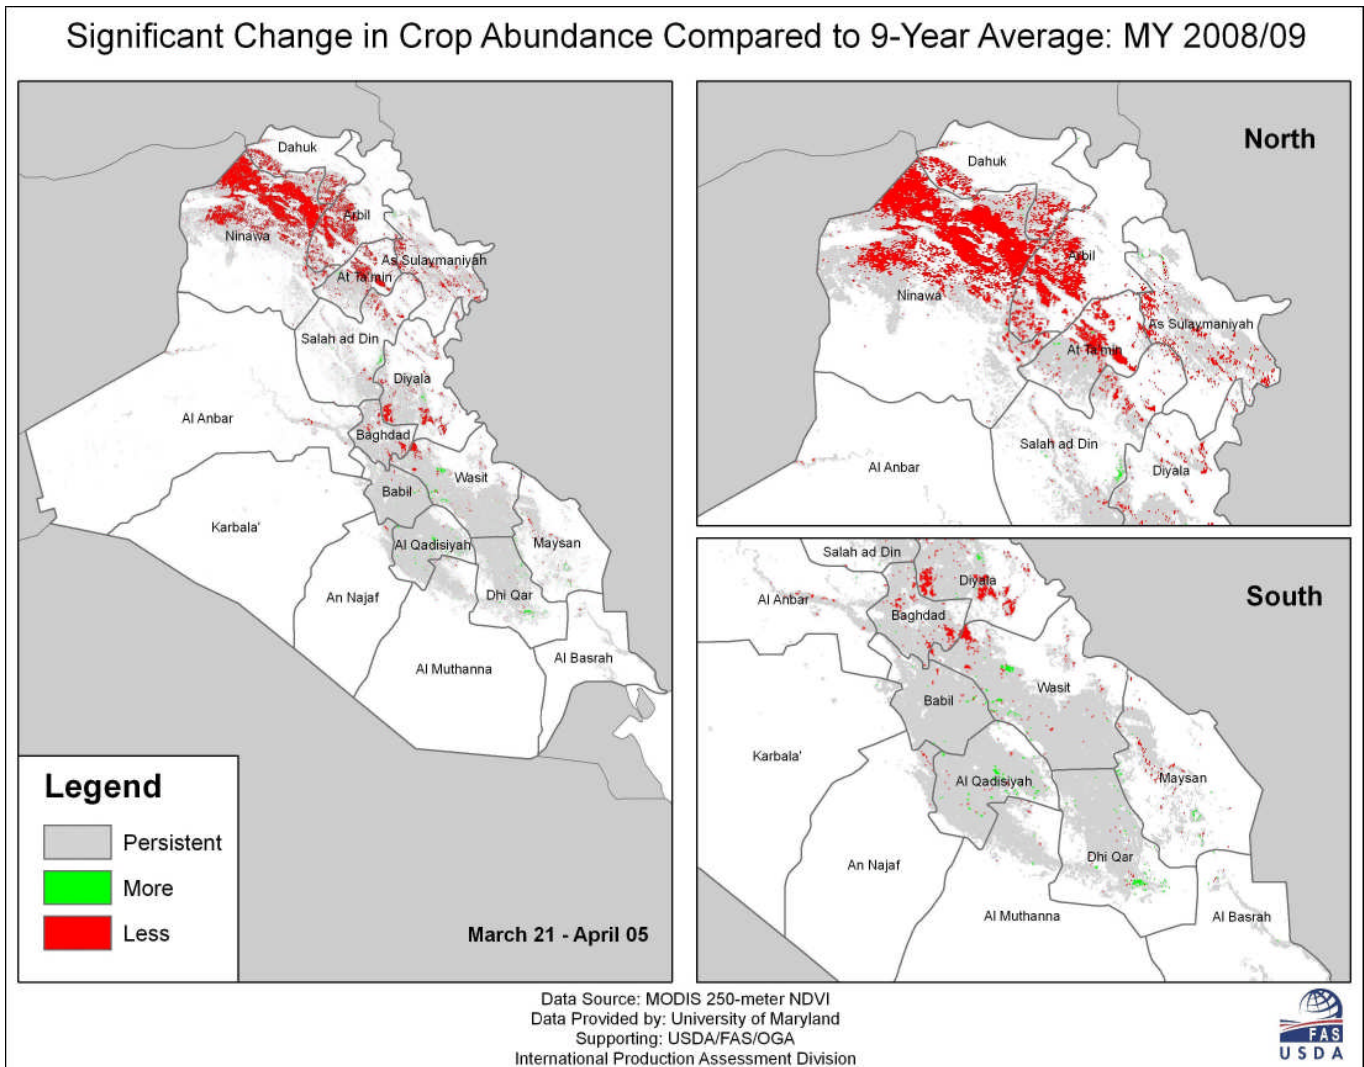 Significant Change in Crop Abundance Compared to 9-Year Average: MY 2008/09
Dahuk
Arbil
Ninawa
As Sulaymaniyah
At Ta'min
Salah ad Din
Diyala
Al Anbar
Baghdad
Wasit
Babil
Karbala'
Al Qadisiyah
Maysan
An Najaf
Dhi Qar
Al Muthanna
Al Basrah
Legend
Persistent
More
Less
March 21 - April 05
North
Dahuk
Arbil
Ninawa
As Sulaymaniyah
At Ta'min
Salah ad Din
Al Anbar
Diyala
South
Salah ad Din
Diyala
Al Anbar
Baghdad
Wasit
Babil
Karbala'
Al Qadisiyah
Maysan
An Najaf
Dhi Qar
Al Muthanna
Al Basrah
Data Source: MODIS 250-meter NDVI
Data Provided by: University of Maryland
Supporting: USDA/FAS/OGA
International Production Assessment Division
FAS
USDA